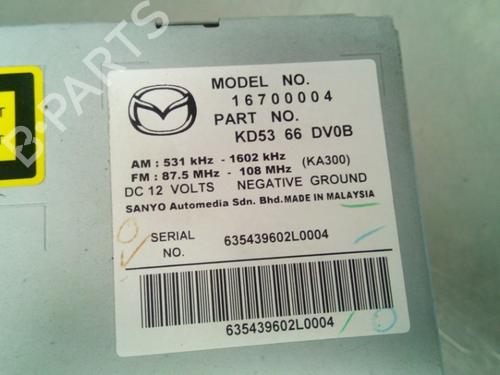 B-PARTS
MODEL NO.
16700004
PART NO.
KD53 66 DV0B
AM : 531 kHz - 1602 kHz (KA300)
FM : 87.5 MHz - 108 MHz
DC 12 VOLTS NEGATIVE GROUND
SANYO Automedia Sdn. Bhd. MADE IN MALAYSIA
SERIAL NO. 635439602L0004
635439602L0004